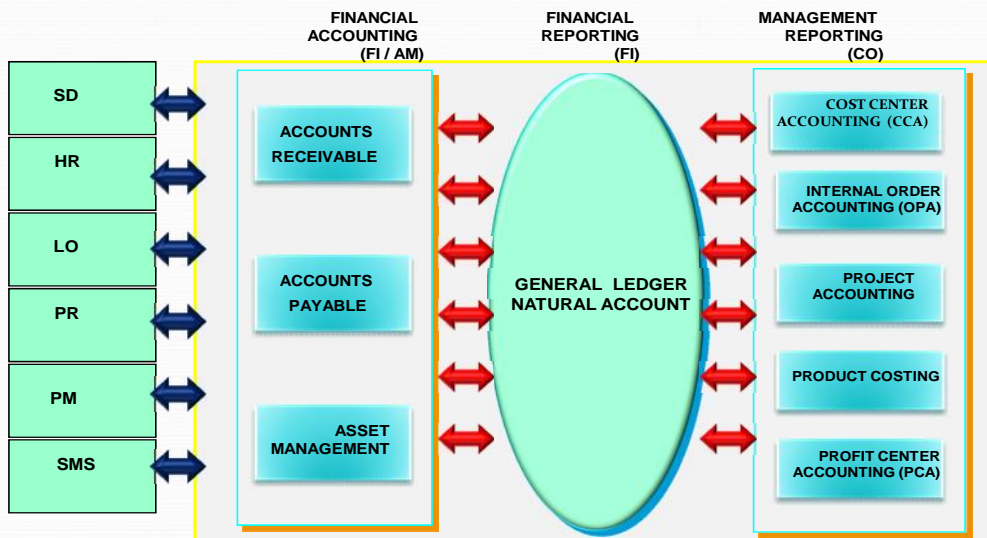 FINANCIAL
ACCOUNTING
(FI / AM)
FINANCIAL
REPORTING
(FI)
MANAGEMENT
REPORTING
(CO)
SD
HR
LO
PR
PM
SMS
ACCOUNTS
RECEIVABLE
ACCOUNTS
PAYABLE
ASSET
MANAGEMENT
GENERAL LEDGER
NATURAL ACCOUNT
COST CENTER
ACCOUNTING (CCA)
INTERNAL ORDER
ACCOUNTING (OPA)
PROJECT
ACCOUNTING
PRODUCT COSTING
PROFIT CENTER
ACCOUNTING (PCA)